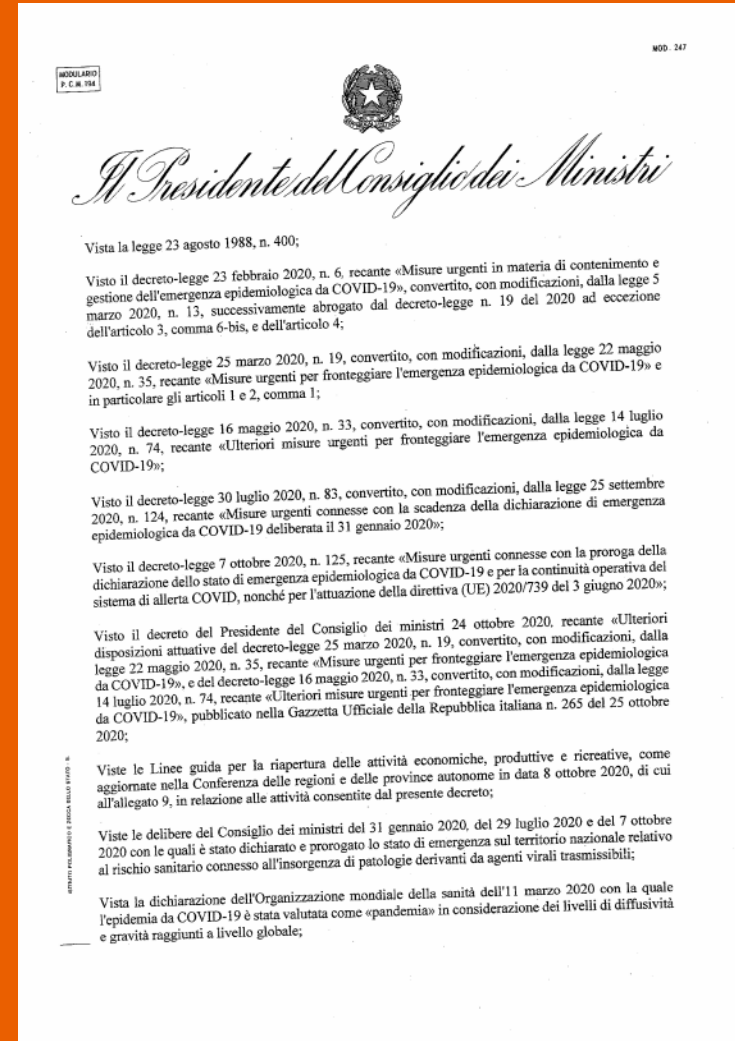 MOD. 247
MODULARIO
P. C. M. 194
Il Presidente del Consiglio dei Ministri
Vista la legge 23 agosto 1988, n. 400;
Visto il decreto-legge 23 febbraio 2020, n. 6, recante «Misure urgenti in materia di contenimento e
gestione dell'emergenza epidemiologica da COVID-19», convertito, con modificazioni, dalla legge 5
marzo 2020, n. 13, successivamente abrogato dal decreto-legge n. 19 del 2020 ad eccezione
dell'articolo 3, comma 6-bis, e dell'articolo 4;
Visto il decreto-legge 25 marzo 2020, n. 19, convertito, con modificazioni, dalla legge 22 maggio
2020, n. 35, recante «Misure urgenti per fronteggiare l'emergenza epidemiologica da COVID-19» e
in particolare gli articoli 1 e 2, comma 1;
Visto il decreto-legge 16 maggio 2020, n. 33, convertito, con modificazioni, dalla legge 14 luglio
2020, n. 74, recante «Ulteriori misure urgenti per fronteggiare l'emergenza epidemiologica da
COVID-19»;
Visto il decreto-legge 30 luglio 2020, n. 83, convertito, con modificazioni, dalla legge 25 settembre
2020, n. 124, recante «Misure urgenti connesse con la scadenza della dichiarazione di emergenza
epidemiologica da COVID-19 deliberata il 31 gennaio 2020»;
Visto il decreto-legge 7 ottobre 2020, n. 125, recante «Misure urgenti connesse con la proroga della
dichiarazione dello stato di emergenza epidemiologica da COVID-19 e per la continuità operativa del
sistema di allerta COVID, nonché per l'attuazione della direttiva (UE) 2020/739 del 3 giugno 2020»;
Visto il decreto del Presidente del Consiglio dei ministri 24 ottobre 2020, recante «Ulteriori
disposizioni attuative del decreto-legge 25 marzo 2020, n. 19, convertito, con modificazioni, dalla
legge 22 maggio 2020, n. 35, recante «Misure urgenti per fronteggiare l'emergenza epidemiologica
da COVID-19», e del decreto-legge 16 maggio 2020, n. 33, convertito, con modificazioni, dalla legge
14 luglio 2020, n. 74, recante «Ulteriori misure urgenti per fronteggiare l'emergenza epidemiologica
da COVID-19», pubblicato nella Gazzetta Ufficiale della Repubblica italiana n. 265 del 25 ottobre
2020;
Viste le Linee guida per la riapertura delle attività economiche, produttive e ricreative, come
aggiornate nella Conferenza delle regioni e delle province autonome in data 8 ottobre 2020, di cui
all'allegato 9, in relazione alle attività consentite dal presente decreto;
Viste le delibere del Consiglio dei ministri del 31 gennaio 2020, del 29 luglio 2020 e del 7 ottobre
2020 con le quali è stato dichiarato e prorogato lo stato di emergenza sul territorio nazionale relativo
al rischio sanitario connesso all'insorgenza di patologie derivanti da agenti virali trasmissibili;
Vista la dichiarazione dell'Organizzazione mondiale della sanità dell'11 marzo 2020 con la quale
l'epidemia da COVID-19 è stata valutata come «pandemia» in considerazione dei livelli di diffusività
e gravità raggiunti a livello globale;